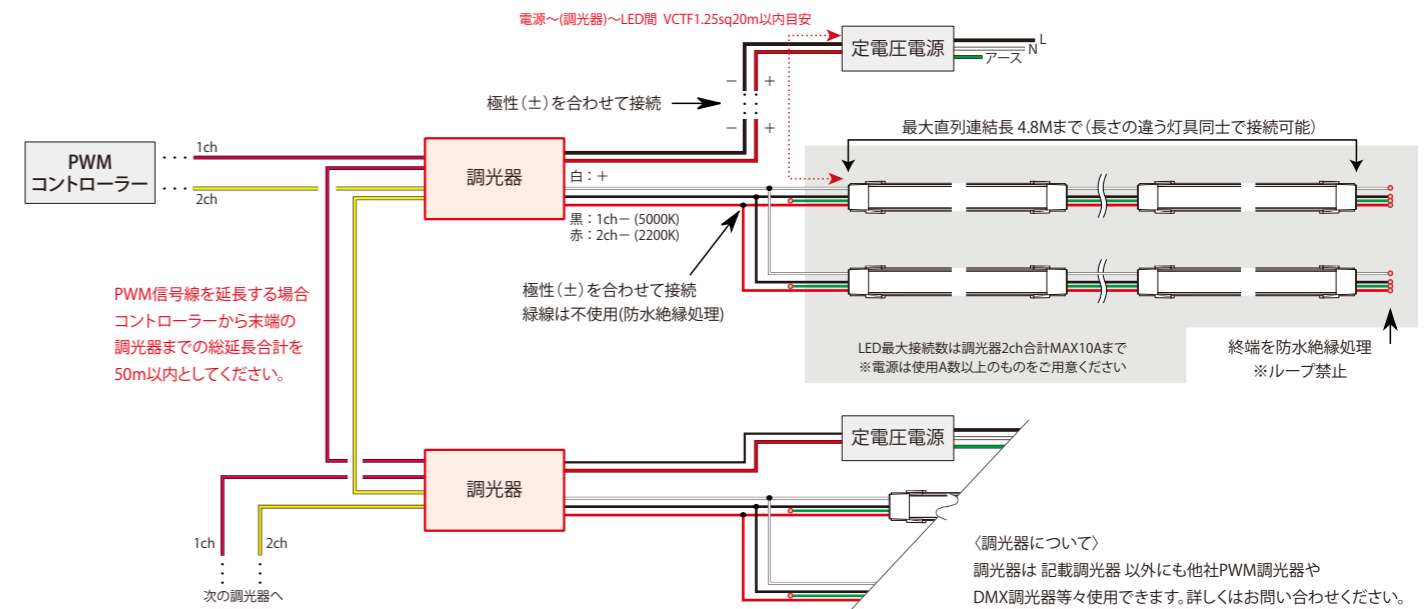 電源～(調光器)～LED間 VCTF1.25sq20m以内目安
定電圧電源
L
N
アース
－ ＋
極性(±)を合わせて接続
－ ＋
最大直列連結長 4.8Mまで(長さの違う灯具同士で接続可能)
PWM
コントローラー
1ch
2ch
調光器
白：＋
黒：1ch－ (5000K)
赤：2ch－ (2200K)
極性(±)を合わせて接続
緑線は不使用(防水絶縁処理)
PWM信号線を延長する場合
コントローラーから末端の
調光器までの総延長合計を
50m以内としてください。
LED最大接続数は調光器2ch合計MAX10Aまで
※電源は使用A数以上のものをご用意ください
終端を防水絶縁処理
※ループ禁止
定電圧電源
調光器
1ch
2ch
次の調光器へ
〈調光器について〉
調光器は 記載調光器 以外にも他社PWM調光器や
DMX調光器等々使用できます。詳しくはお問い合わせください。